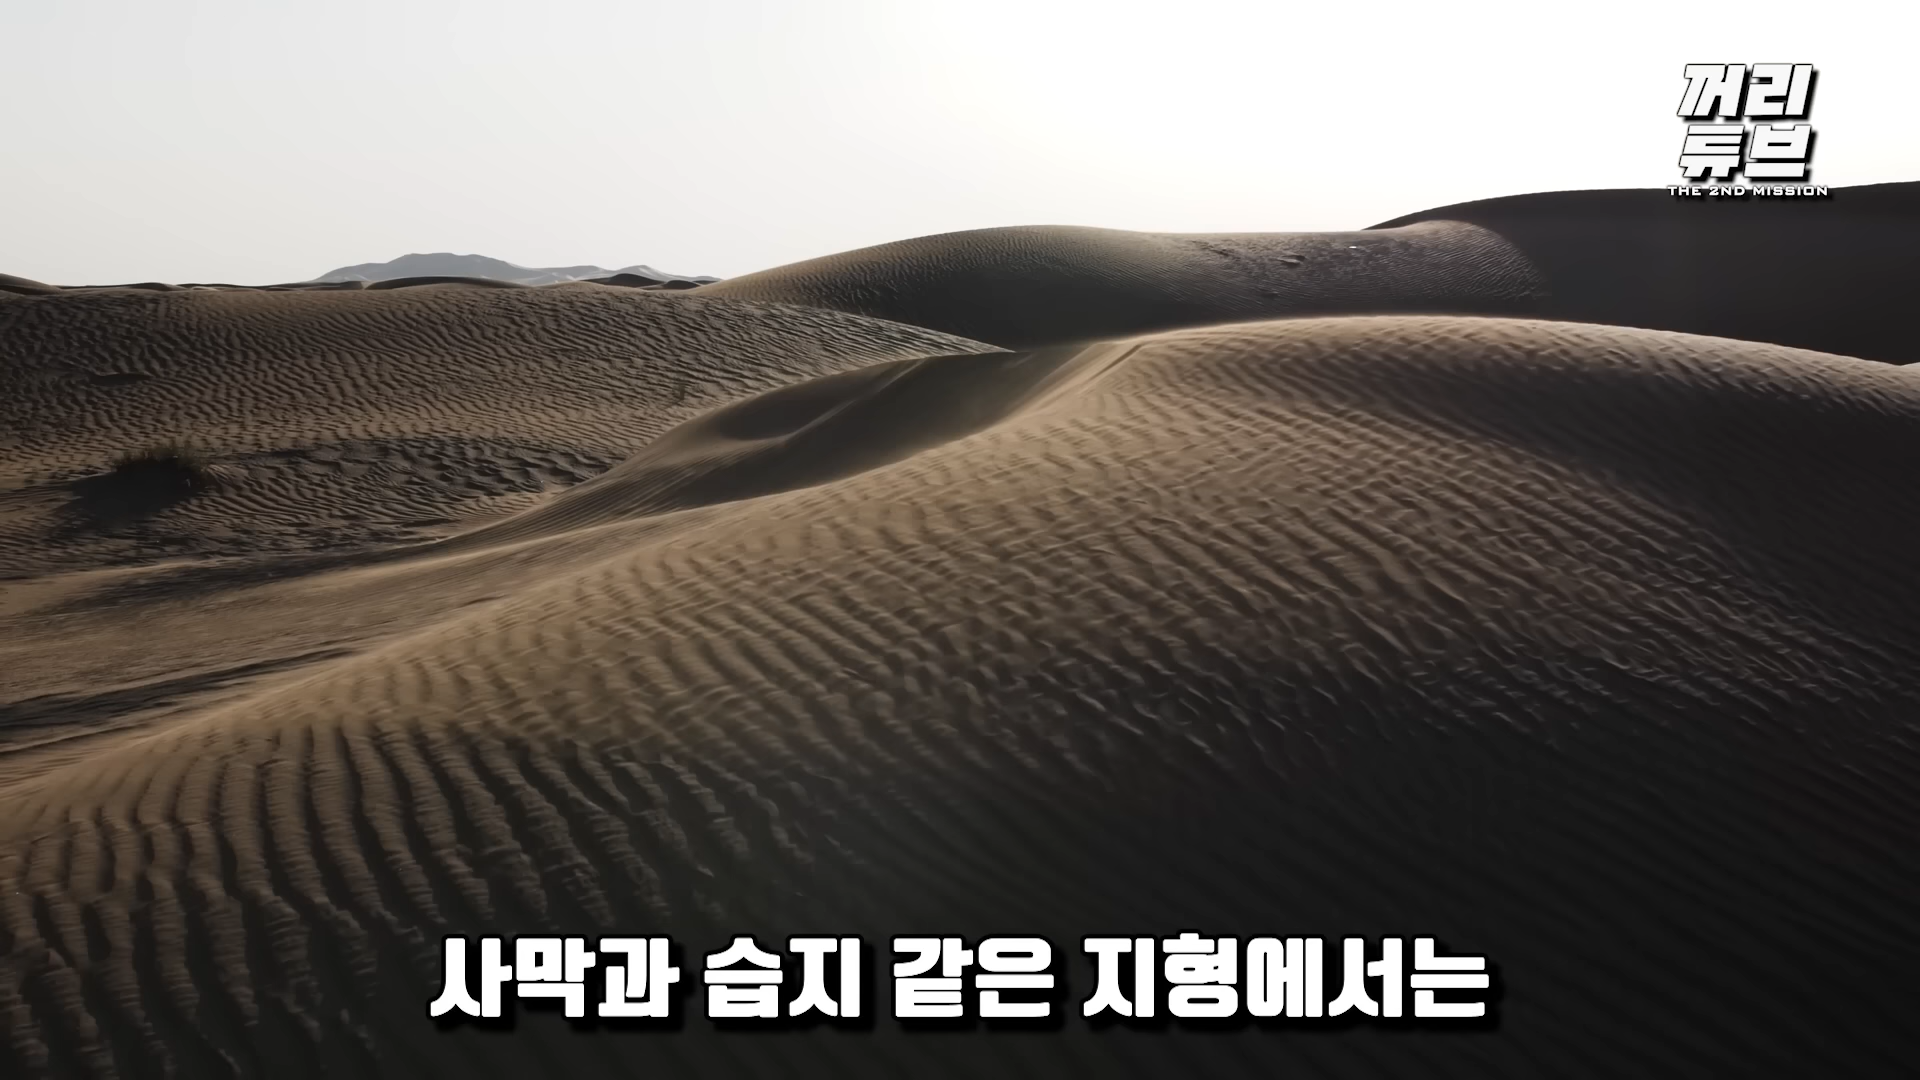 꺼리
튜브
THE 2ND MISSION
사막과 습지 같은 지형에서는